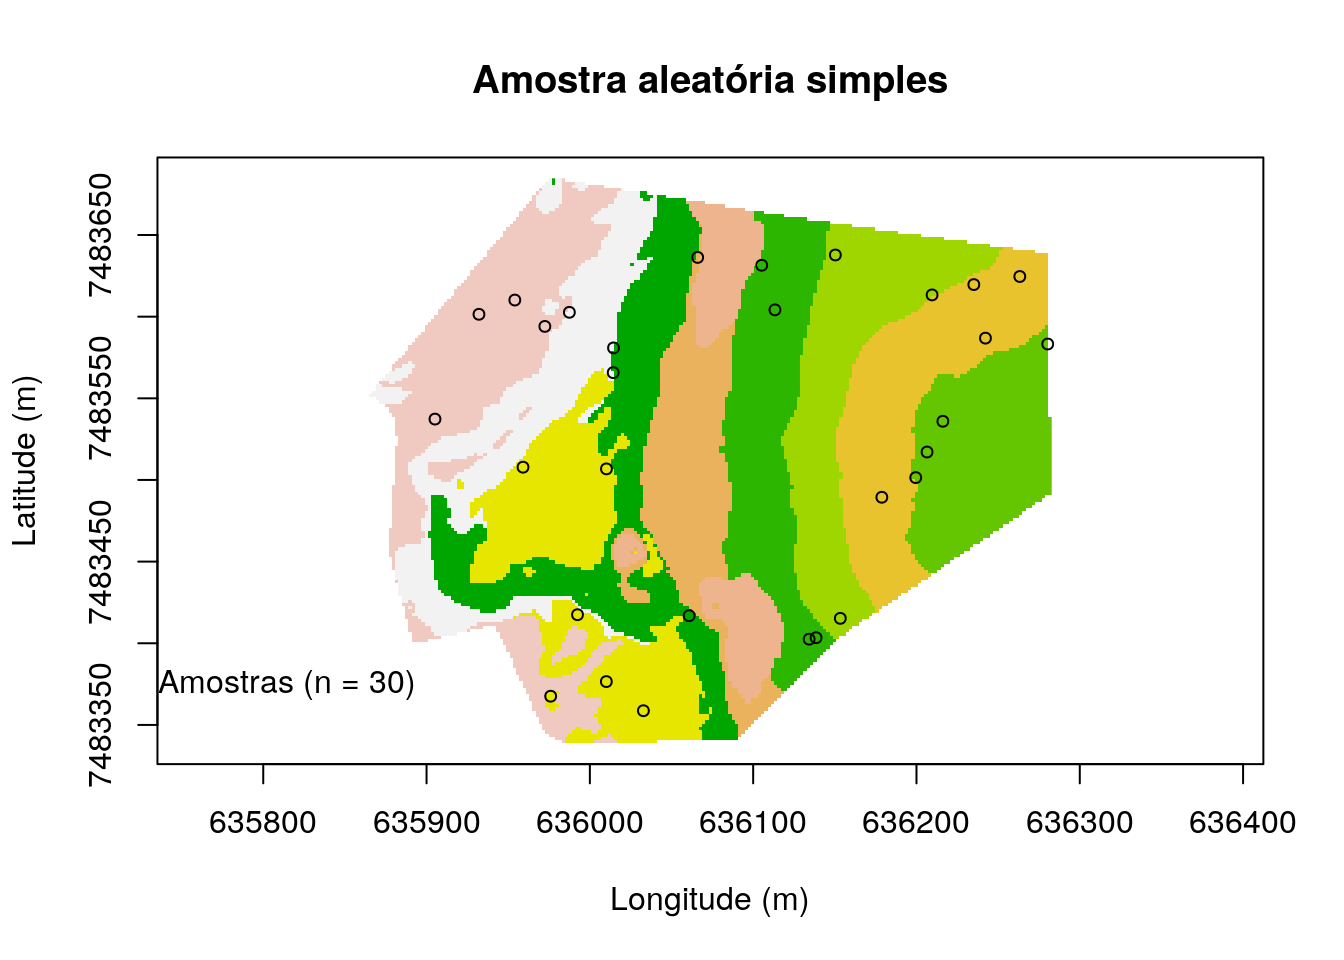 Amostra aleatória simples
Latitude (m)
7483650
7483550
7483450
7483350
Amostras (n = 30)
635800 635900 636000 636100 636200 636300 636400
Longitude (m)